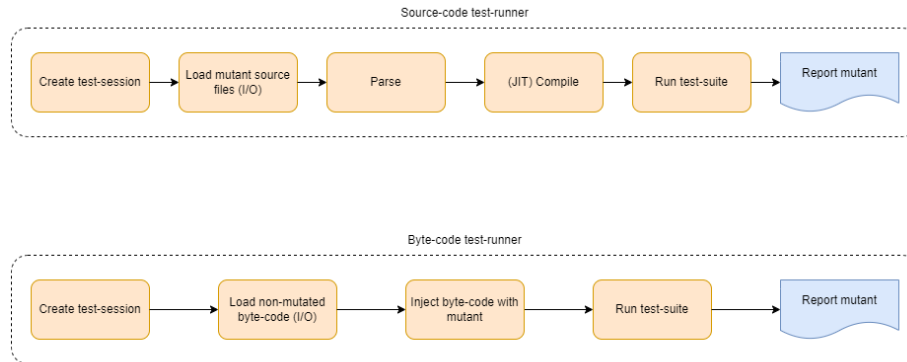 Source-code test-runner
Create test-session
Load mutant source
files (I/O)
Parse
(JIT) Compile
Run test-suite
Report mutant
Byte-code test-runner
Create test-session
Load non-mutated
byte-code (I/O)
Inject byte-code with
mutant
Run test-suite
Report mutant